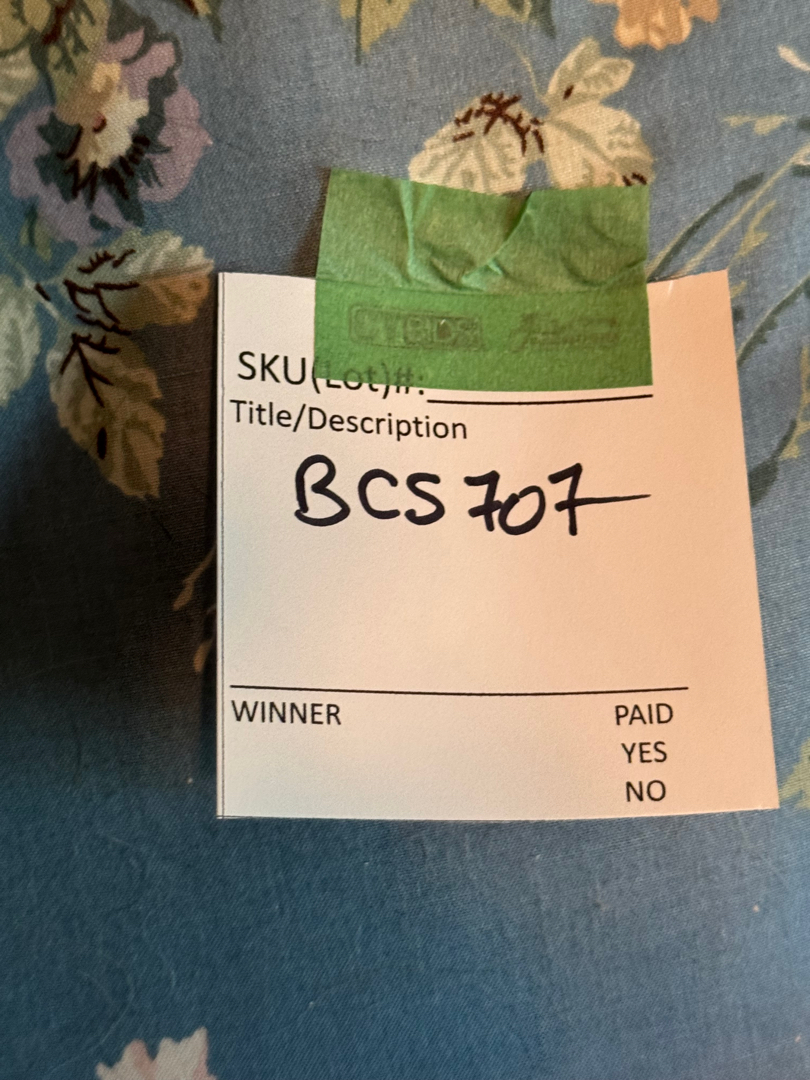 SKU(Lot)#:
Title/Description
BCS 707
WINNER PAID
YES
NO